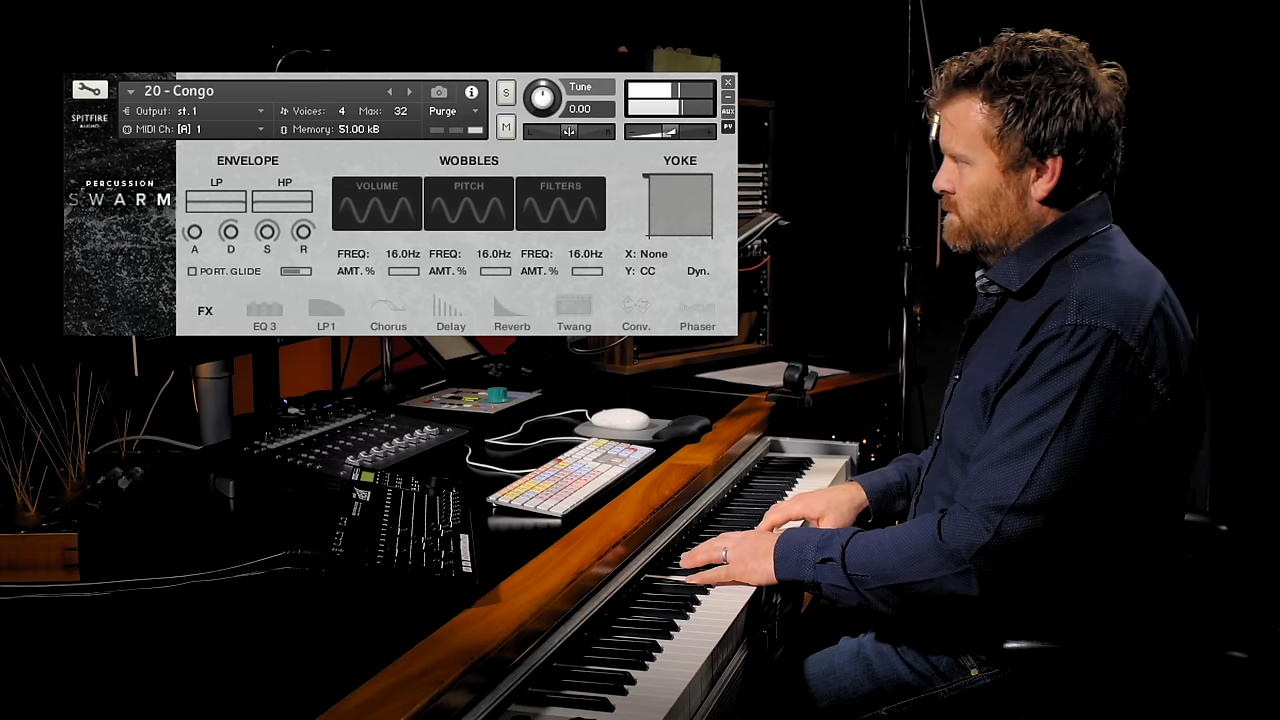 20 - Congo
S
Tune
Output: st. 1
Voices: 4 Max: 32
Purge
0.00
MIDI Ch: [A] 1
Memory: 51.00 kB
M
L
R
AUX
PV
SPITFIRE
AUDIO
PERCUSSION
SWARM
ENVELOPE
WOBBLES
YOKE
LP
HP
VOLUME
PITCH
FILTERS
A
D
S
R
FREQ: 16.0Hz
FREQ: 16.0Hz
FREQ: 16.0Hz
X: None
PORT. GLIDE
AMT. %
AMT. %
AMT. %
Y: CC
Dyn.
FX
EQ 3
LP1
Chorus
Delay
Reverb
Twang
Conv.
Phaser